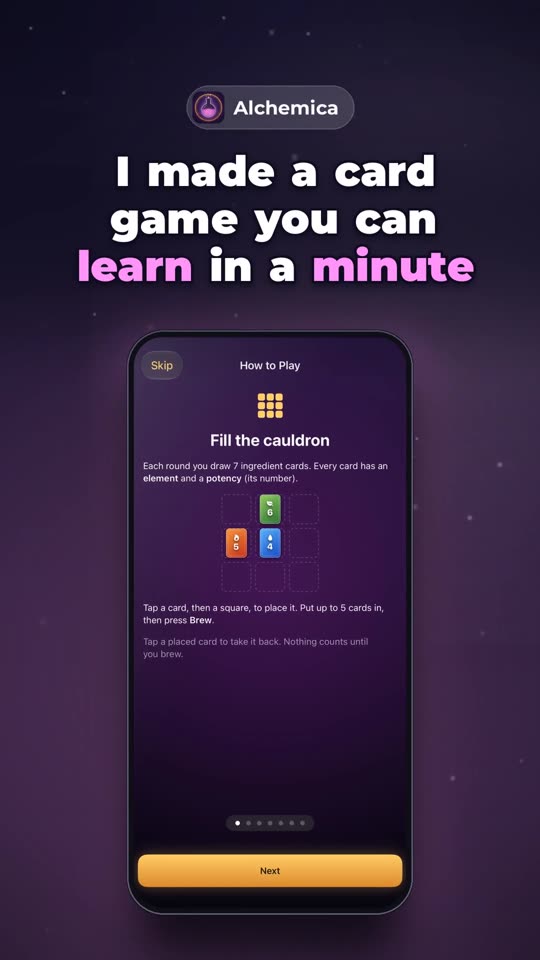 Alchemica
I made a card
game you can
learn in a minute
Skip
How to Play
Fill the cauldron
Each round you draw 7 ingredient cards. Every card has an
element and a potency (its number).
6
5
4
Tap a card, then a square, to place it. Put up to 5 cards in,
then press Brew.
Tap a placed card to take it back. Nothing counts until
you brew.
Next